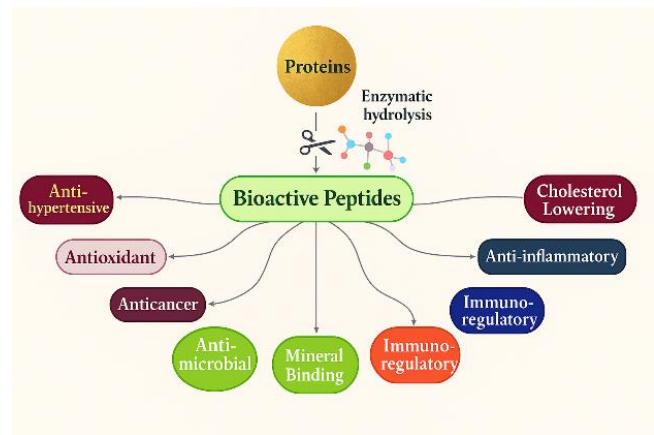 Proteins
Enzymatic
hydrolysis
Bioactive Peptides
Anti-
hypertensive
Cholesterol
Lowering
Antioxidant
Anti-inflammatory
Anticancer
Immuno-
regulatory
Anti-
microbial
Mineral
Binding
Immuno-
regulatory